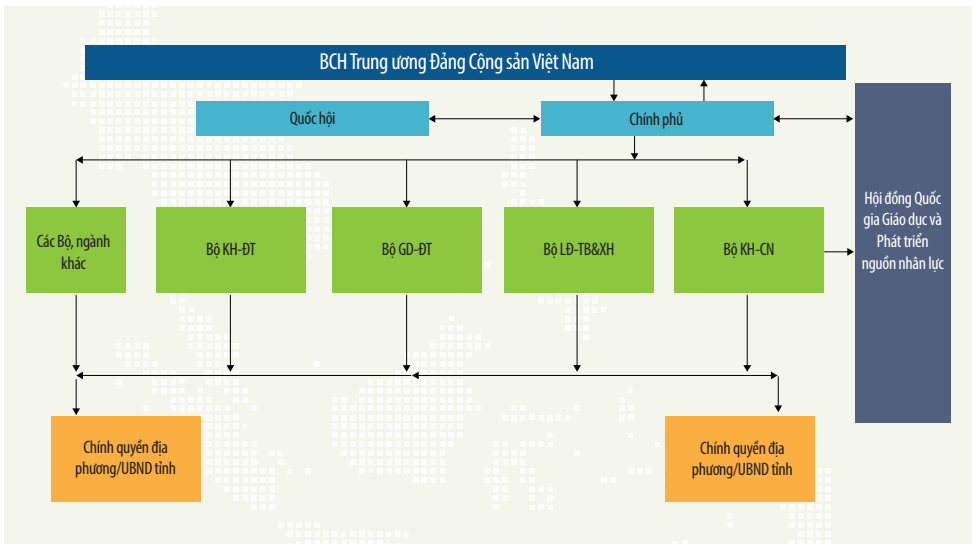 BCH Trung ương Đảng Cộng sản Việt Nam
Quốc hội
Chính phủ
Hội đồng Quốc
gia Giáo dục và
Phát triển
nguồn nhân lực
Các Bộ, ngành
khác
Bộ KH-ĐT
Bộ GD-ĐT
Bộ LĐ-TB&XH
Bộ KH-CN
Chính quyền địa
phương/UBND tỉnh
Chính quyền địa
phương/UBND tỉnh